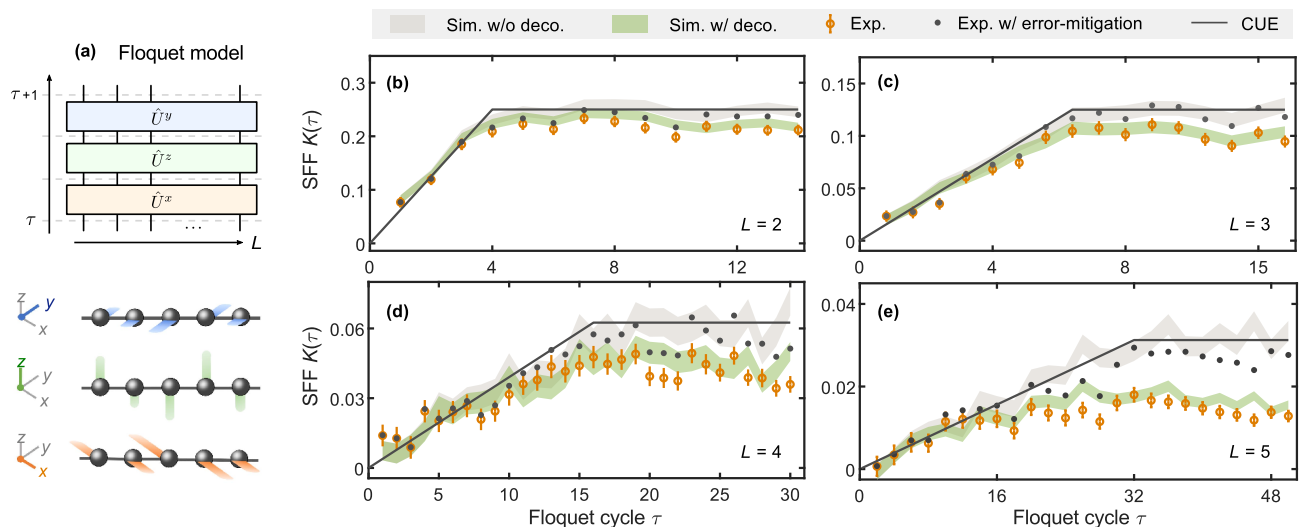 Sim. w/o deco. Sim. w/ deco. Exp. Exp. w/ error-mitigation CUE
(a) Floquet model
τ+1
Û^y
Û^z
Û^x
τ
...
L
z y x
z y x
z y x
(b)
SFF K(τ)
0.3
0.2
0.1
0
0 4 8 12
L = 2
(c)
0.15
0.10
0.05
0
0 4 4 8 15
L = 3
(d)
SFF K(τ)
0.06
0.03
0
0 5 10 15 20 25 30
L = 4
Floquet cycle τ
(e)
0.04
0.02
0
0 16 32 48
L = 5
Floquet cycle τ